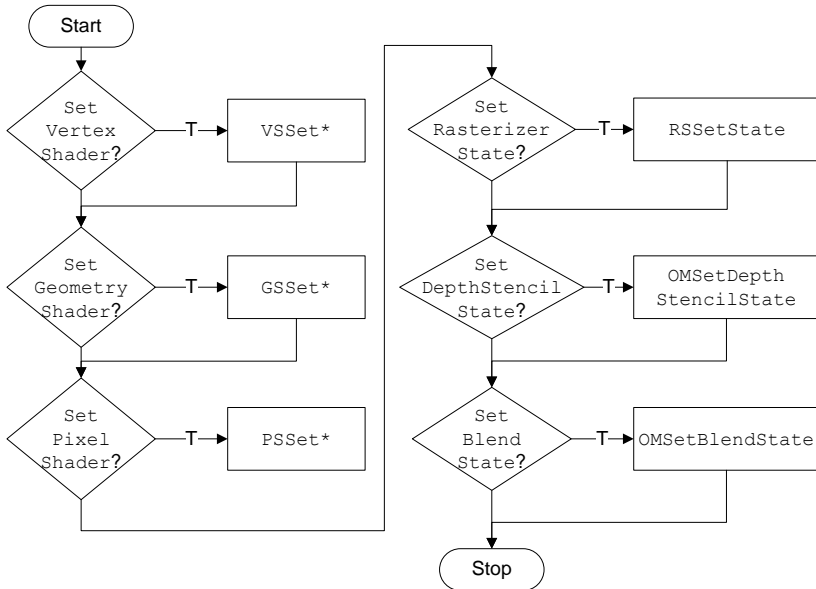 Start
Set
Vertex
Shader?
T
VSSet*
Set
Geometry
Shader?
T
GSSet*
Set
Pixel
Shader?
T
PSSet*
Set
Rasterizer
State?
T
RSSetState
Set
DepthStencil
State?
T
OMSetDepth
StencilState
Set
Blend
State?
T
OMSetBlendState
Stop